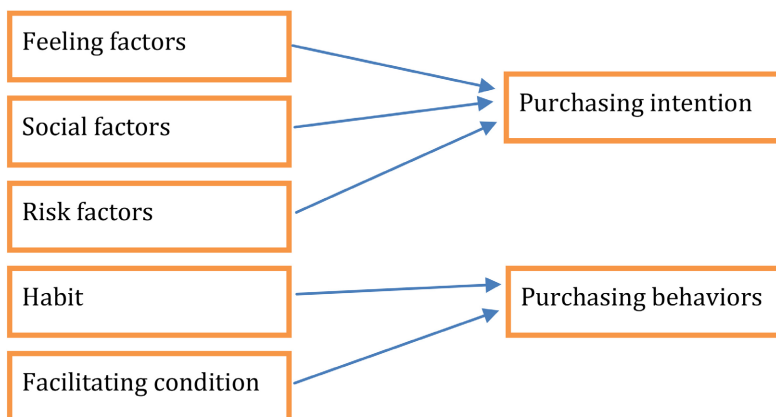 Feeling factors
Social factors
Purchasing intention
Risk factors
Habit
Purchasing behaviors
Facilitating condition